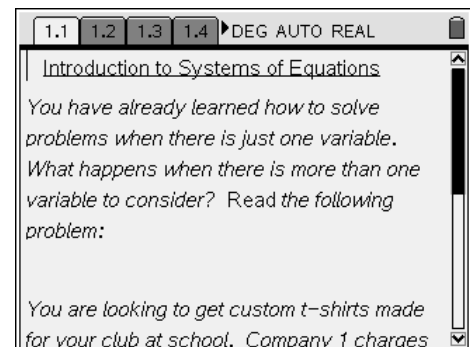 1.1 1.2 1.3 1.4 DEG AUTO REAL
Introduction to Systems of Equations
You have already learned how to solve
problems when there is just one variable.
What happens when there is more than one
variable to consider? Read the following
problem:
You are looking to get custom t-shirts made
for your club at school. Company 1 charges